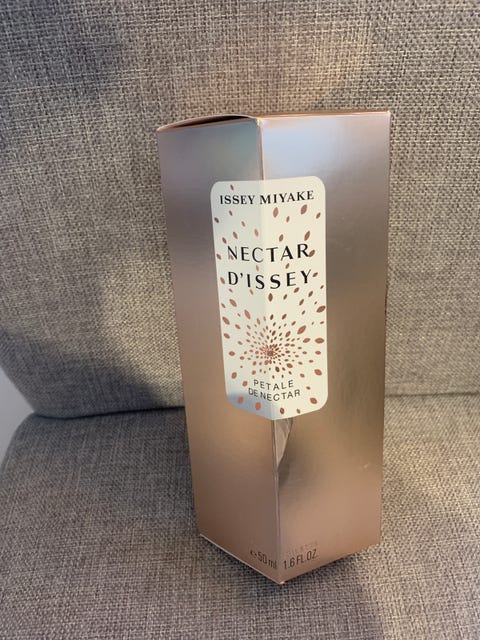 ISSEY MIYAKE
NECTAR
D'ISSEY
PETALE
DE NECTAR
℮ 50 ml 1.6 FL.OZ.